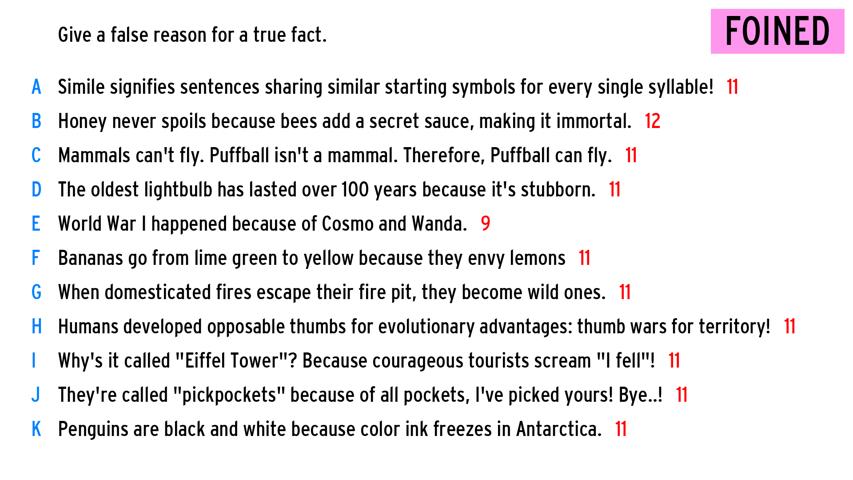 Give a false reason for a true fact.
FOINED
A Simile signifies sentences sharing similar starting symbols for every single syllable! 11
B Honey never spoils because bees add a secret sauce, making it immortal. 12
C Mammals can't fly. Puffball isn't a mammal. Therefore, Puffball can fly. 11
D The oldest lightbulb has lasted over 100 years because it's stubborn. 11
E World War I happened because of Cosmo and Wanda. 9
F Bananas go from lime green to yellow because they envy lemons 11
G When domesticated fires escape their fire pit, they become wild ones. 11
H Humans developed opposable thumbs for evolutionary advantages: thumb wars for territory! 11
I Why's it called "Eiffel Tower"? Because courageous tourists scream "I fell"! 11
J They're called "pickpockets" because of all pockets, I've picked yours! Bye..! 11
K Penguins are black and white because color ink freezes in Antarctica. 11